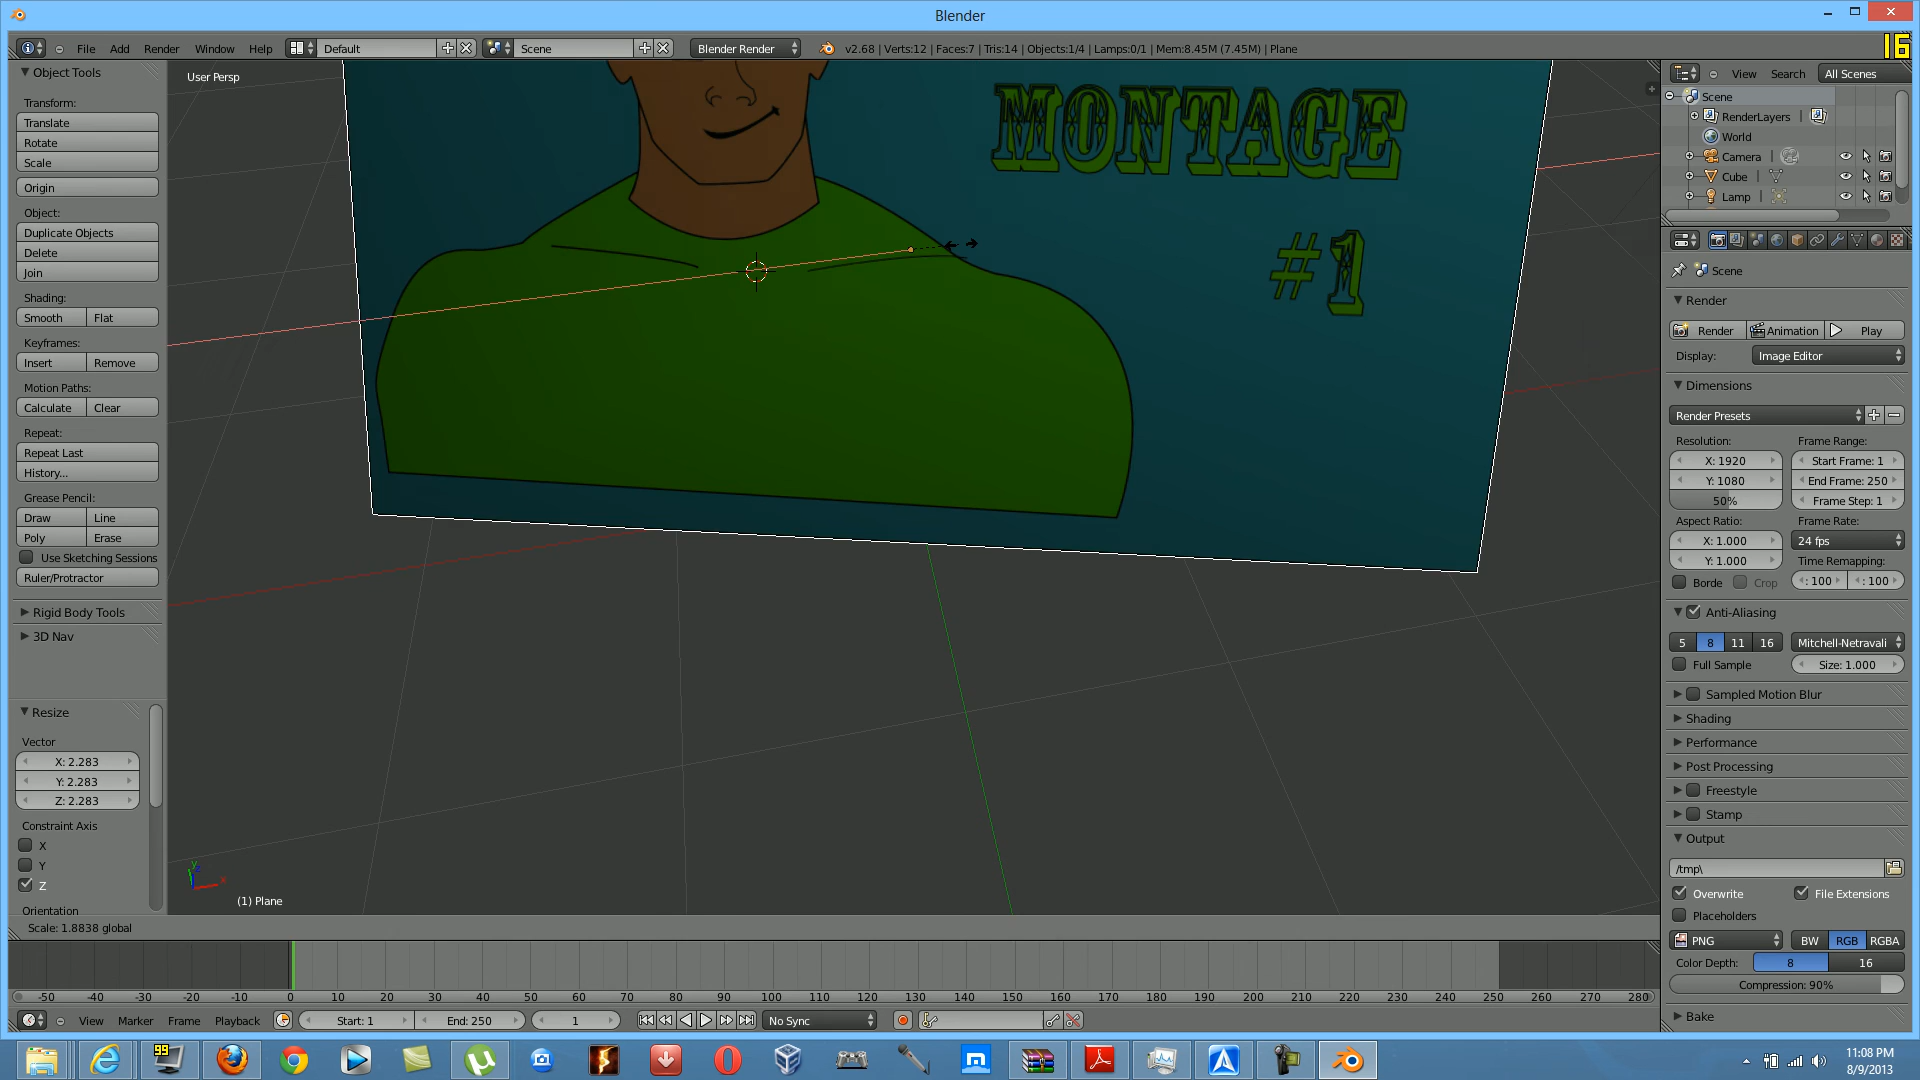 Blender
File Add Render Window Help Default Scene Blender Render v2.68 | Verts:12 | Faces:7 | Tris:14 | Objects:1/4 | Lamps:0/1 | Mem:8.45M (7.45M) | Plane
16
Object Tools
Transform:
Translate
Rotate
Scale
Origin
Object:
Duplicate Objects
Delete
Join
Shading:
Smooth Flat
Keyframes:
Insert Remove
Motion Paths:
Calculate Clear
Repeat:
Repeat Last
History...
Grease Pencil:
Draw Line
Poly Erase
Use Sketching Sessions
Ruler/Protractor
Rigid Body Tools
3D Nav
Resize
Vector
X: 2.283
Y: 2.283
Z: 2.283
Constraint Axis
X
Y
Z
Orientation
User Persp
MONTAGE
#1
(1) Plane
Scale: 1.8838 global
View Search All Scenes
Scene
RenderLayers
World
Camera
Cube
Lamp
Scene
Render
Render Animation Play
Display: Image Editor
Dimensions
Render Presets
Resolution: Frame Range:
X: 1920 Start Frame: 1
Y: 1080 End Frame: 250
50% Frame Step: 1
Aspect Ratio: Frame Rate:
X: 1.000 24 fps
Y: 1.000 Time Remapping:
Borde Crop : 100 : 100
Anti-Aliasing
5 8 11 16 Mitchell-Netravali
Full Sample Size: 1.000
Sampled Motion Blur
Shading
Performance
Post Processing
Freestyle
Stamp
Output
/tmp\
Overwrite File Extensions
Placeholders
PNG BW RGB RGBA
Color Depth: 8 16
Compression: 90%
Bake
-50 -40 -30 -20 -10 0 10 20 30 40 50 60 70 80 90 100 110 120 130 140 150 160 170 180 190 200 210 220 230 240 250 260 270 280
View Marker Frame Playback Start: 1 End: 250 1 No Sync
99
11:08 PM
8/9/2013